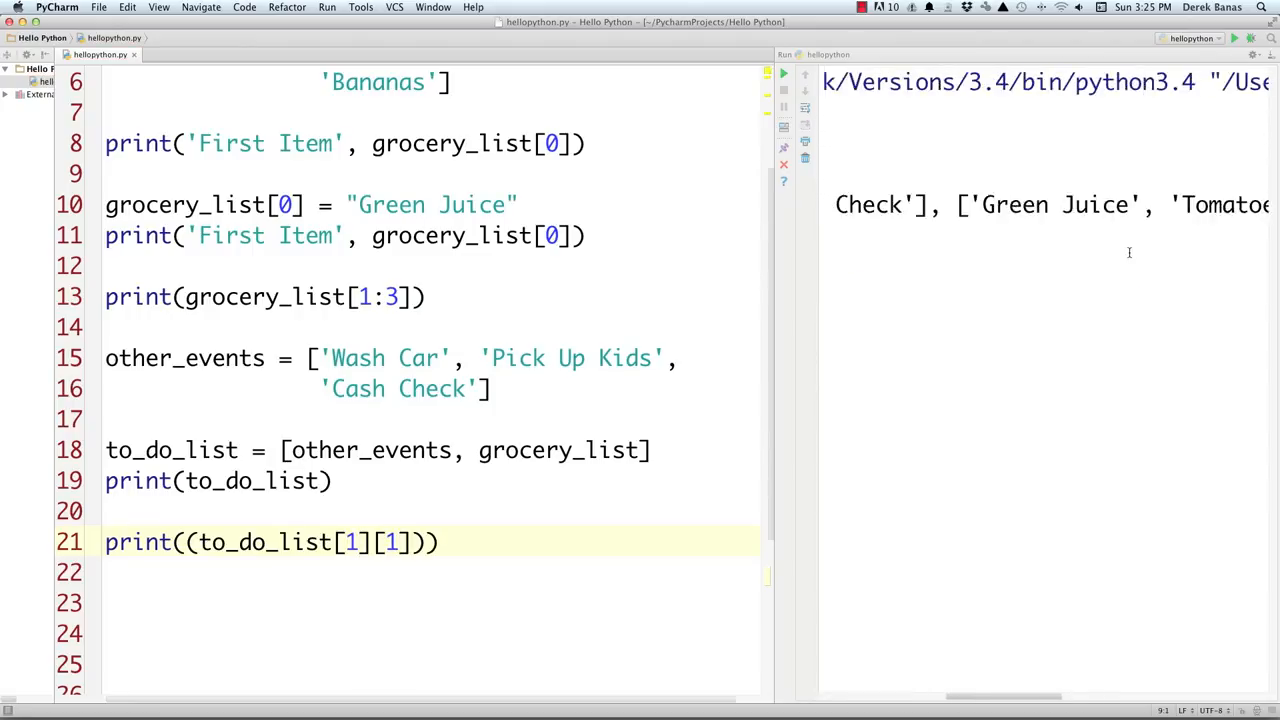 PyCharm File Edit View Navigate Code Refactor Run Tools VCS Window Help 10 Sun 3:25 PM Derek Banas
hellopython.py – Hello Python – [~/PycharmProjects/Hello Python]
Hello Python hellopython.py hellopython
hellopython.py × Run hellopython
Hello P
hell
Extern
6 'Bananas']
7
8 print('First Item', grocery_list[0])
9
10 grocery_list[0] = "Green Juice"
11 print('First Item', grocery_list[0])
12
13 print(grocery_list[1:3])
14
15 other_events = ['Wash Car', 'Pick Up Kids',
16 'Cash Check']
17
18 to_do_list = [other_events, grocery_list]
19 print(to_do_list)
20
21 print((to_do_list[1][1]))
22
23
24
25
26
k/Versions/3.4/bin/python3.4 "/Use
Check'], ['Green Juice', 'Tomatoe
9:1 LF UTF-8